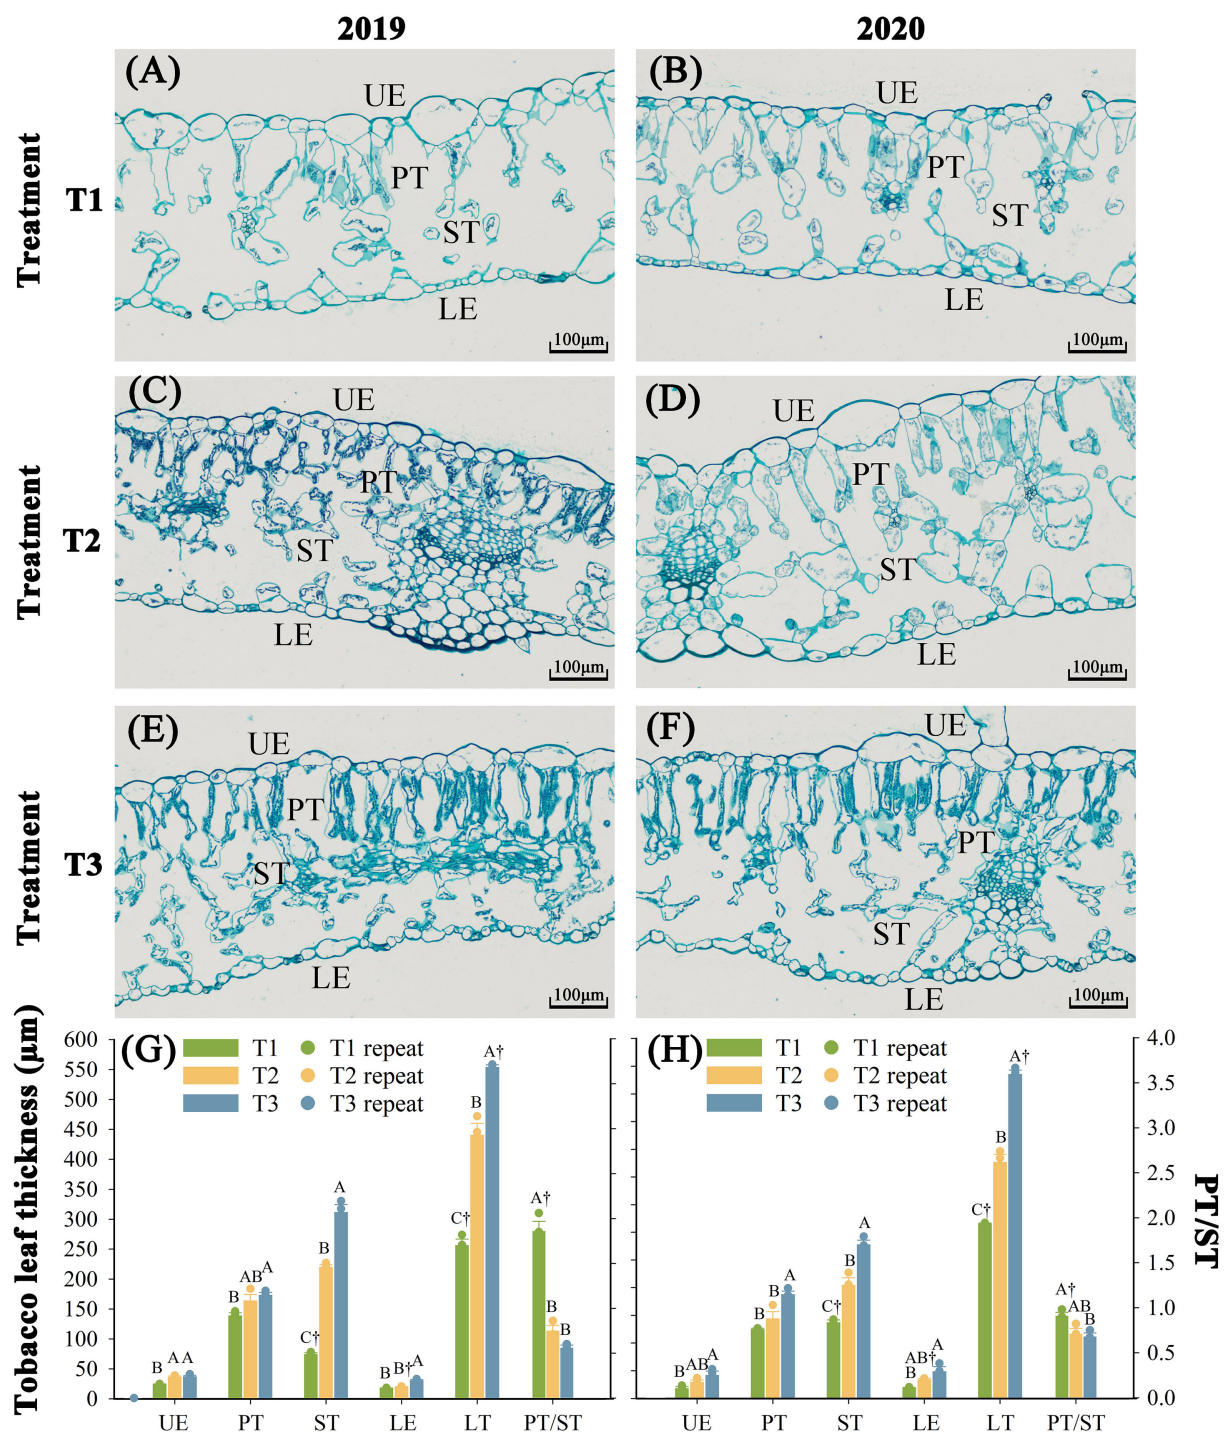 2019 2020
(A) UE PT ST LE 100μm
(B) UE PT ST LE 100μm
Treatment T1
(C) UE PT ST LE 100μm
(D) UE PT ST LE 100μm
Treatment T2
(E) UE PT ST LE 100μm
(F) UE PT ST LE 100μm
Treatment T3
Tobacco leaf thickness (μm)
600
550
500
450
400
350
300
250
200
150
100
50
0
(G)
T1 T1 repeat
T2 T2 repeat
T3 T3 repeat
B A A
B AB A
C† B A
B B† A
C† B A†
A† B B
UE PT ST LE LT PT/ST
(H)
T1 T1 repeat
T2 T2 repeat
T3 T3 repeat
B AB A
B B A
C† B A
B AB† A
C† B A†
A† AB B
UE PT ST LE LT PT/ST
4.0
3.5
3.0
2.5
2.0
1.5
1.0
0.5
0.0
PT/ST